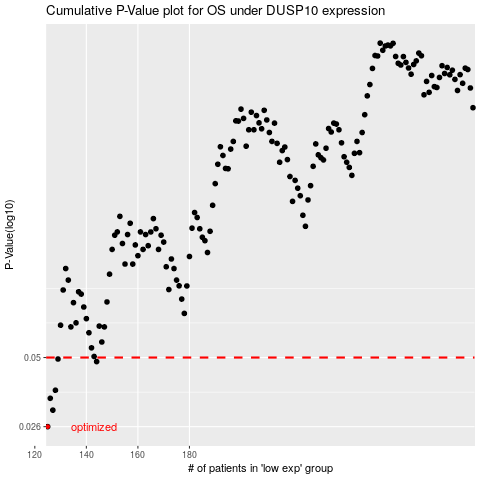 Cumulative P-Value plot for OS under DUSP10 expression
P-Value(log10)
0.05
0.026
optimized
120 140 160 180
# of patients in 'low exp' group